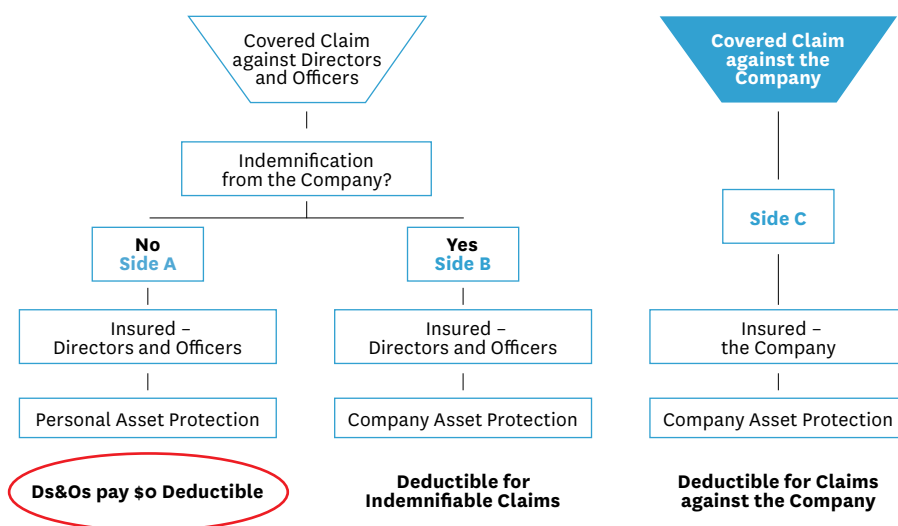 Covered Claim
against Directors
and Officers
Covered Claim
against the
Company
Indemnification
from the Company?
No
Side A
Yes
Side B
Side C
Insured –
Directors and Officers
Insured –
Directors and Officers
Insured –
the Company
Personal Asset Protection
Company Asset Protection
Company Asset Protection
Ds&Os pay $0 Deductible
Deductible for
Indemnifiable Claims
Deductible for Claims
against the Company